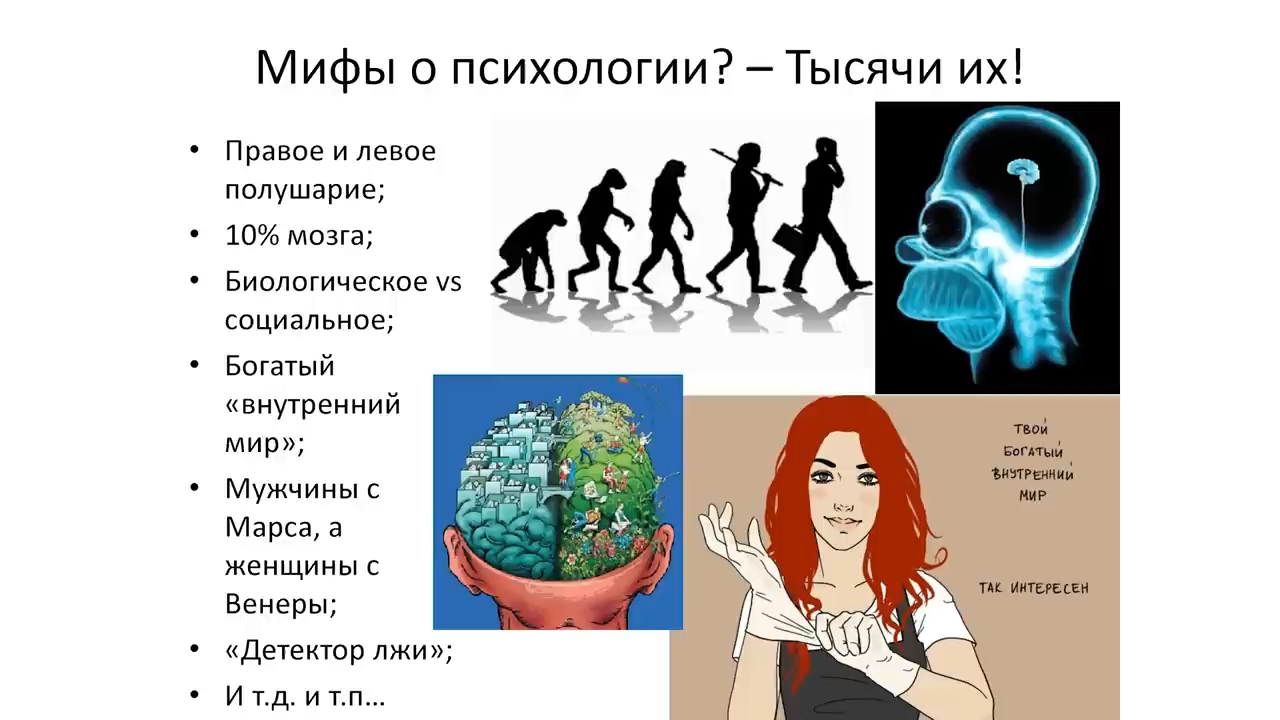 Мифы о психологии? – Тысячи их!
• Правое и левое
полушарие;
• 10% мозга;
• Биологическое vs
социальное;
• Богатый
«внутренний
мир»;
• Мужчины с
Марса, а
женщины с
Венеры;
• «Детектор лжи»;
• И т.д. и т.п...
ТВОЙ
БОГАТЫЙ
ВНУТРЕННИЙ
МИР
ТАК ИНТЕРЕСЕН